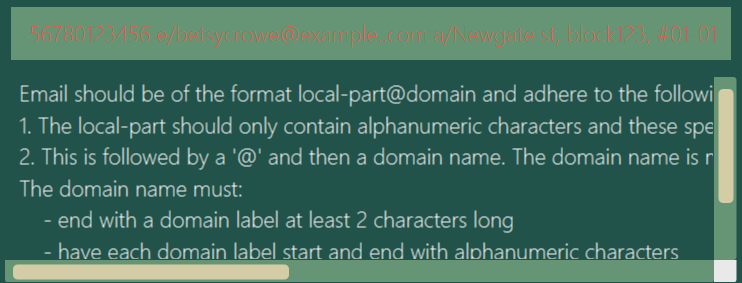 56780123456 e/betsycrowe@example.com a/Newgate st, block123, #01-01
Email should be of the format local-part@domain and adhere to the followi
1. The local-part should only contain alphanumeric characters and these spe
2. This is followed by a '@' and then a domain name. The domain name is
The domain name must:
- end with a domain label at least 2 characters long
- have each domain label start and end with alphanumeric characters